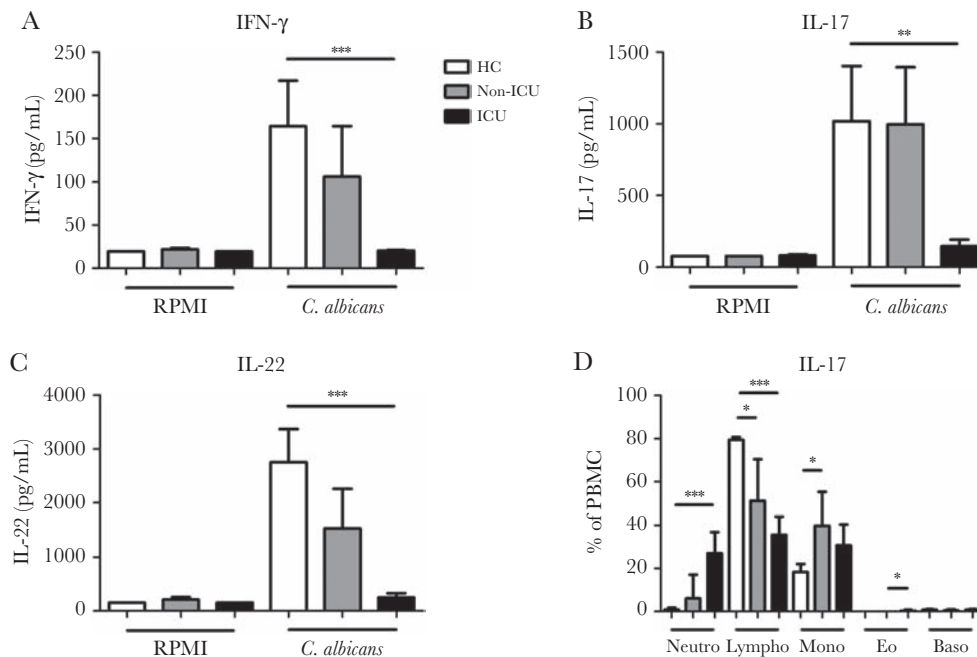 A
IFN-γ
***
250
200
150
100
50
0
IFN-γ (pg/mL)
RPMI
C. albicans
HC
Non-ICU
ICU
B
IL-17
**
1500
1000
500
0
IL-17 (pg/mL)
RPMI
C. albicans
C
IL-22
***
4000
3000
2000
1000
0
IL-22 (pg/mL)
RPMI
C. albicans
D
IL-17
100
80
60
40
20
0
% of PBMC
***
***
*
*
*
Neutro Lympho Mono Eo Baso